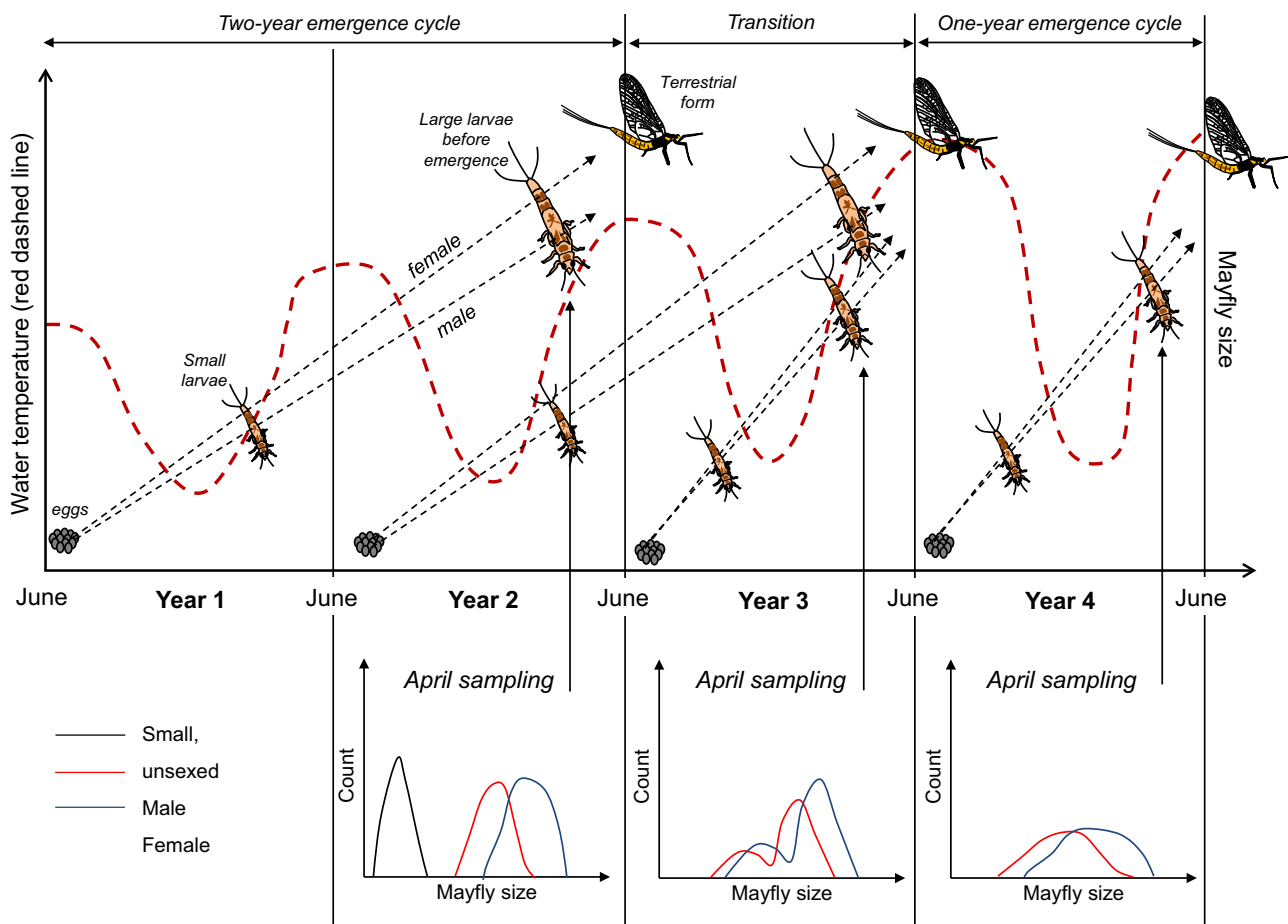 Two-year emergence cycle
Transition
One-year emergence cycle
Water temperature (red dashed line)
Large larvae
before
emergence
Terrestrial
form
female
male
Small
larvae
eggs
Mayfly size
June
Year 1
June
Year 2
June
Year 3
June
Year 4
June
April sampling
Count
Mayfly size
April sampling
Count
Mayfly size
April sampling
Count
Mayfly size
Small,
unsexed
Male
Female